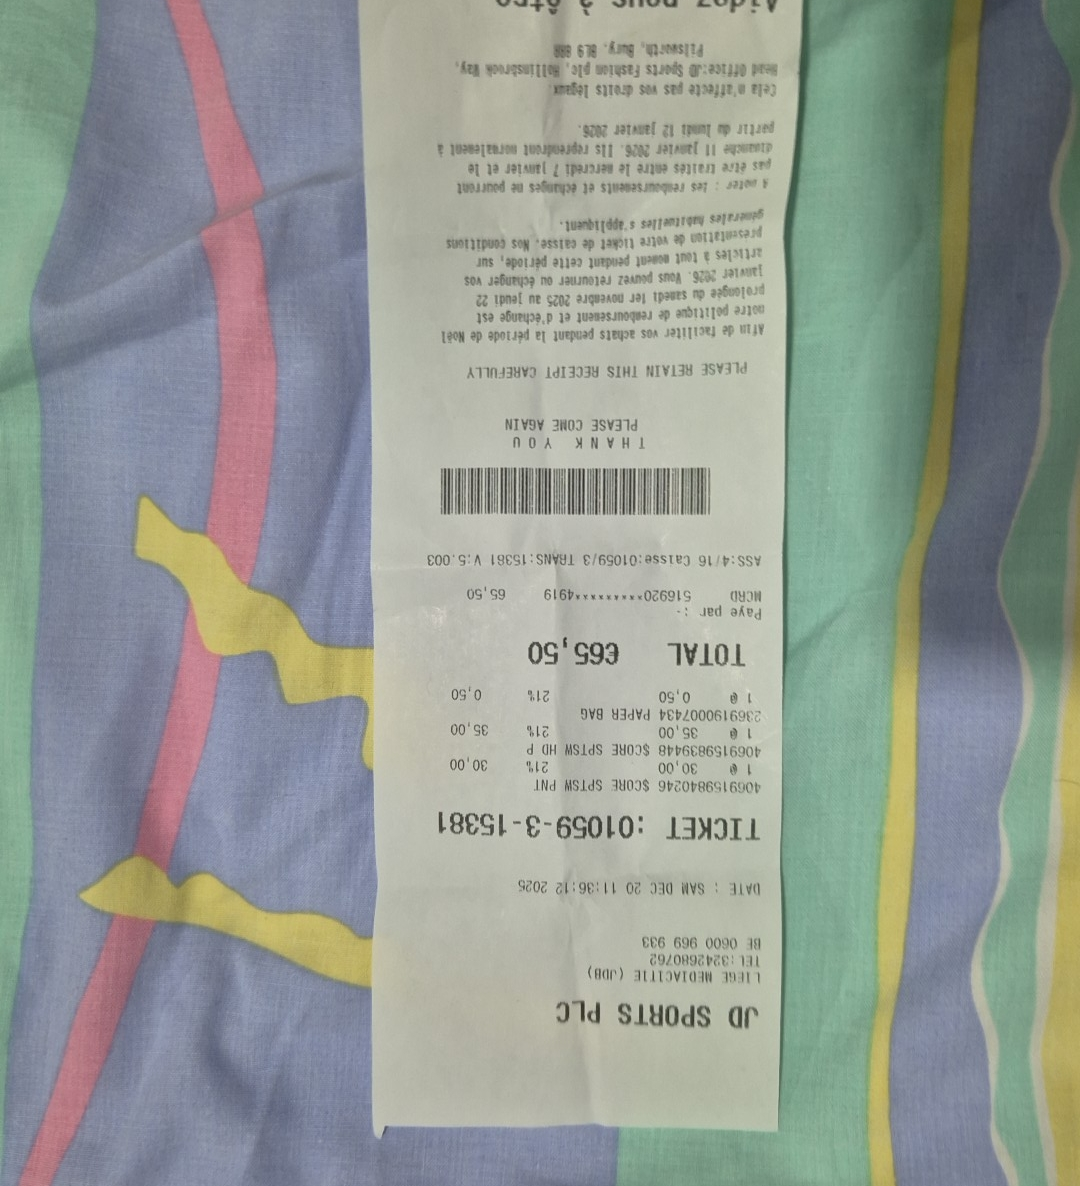 JD SPORTS PLC
LIEGE MEDIACITIE (JDB)
TEL:3242680762
BE 0600 969 933
DATE : SAM DEC 20 11:36:12 2025
TICKET :01059-3-15381
4069159840246 $CORE SPTSW PNT
1 @ 30,00 21% 30,00
4069159839448 $CORE SPTSW HD P
1 @ 35,00 21% 35,00
2369190007434 PAPER BAG
1 @ 0,50 21% 0,50
TOTAL €65,50
Paye par :-
MCRD 516920**********4919 65,50
ASS:4/16 Caisse:01059/3 TRANS:15381 V:5.003
THANK YOU
PLEASE COME AGAIN
PLEASE RETAIN THIS RECEIPT CAREFULLY
Afin de faciliter vos achats pendant la période de Noël
notre politique de remboursement et d'échange est
prolongée du samedi 1er novembre 2025 au jeudi 22
janvier 2026. Vous pouvez retourner ou échanger vos
articles à tout moment pendant cette période, sur
présentation de votre ticket de caisse. Nos conditions
générales habituelles s'appliquent.
À noter : les remboursements et échanges ne pourront
pas être traités entre le mercredi 7 janvier et le
dimanche 11 janvier 2026. Ils reprendront normalement à
partir du lundi 12 janvier 2026.
Cela n'affecte pas vos droits légaux
Head Office:JD Sports Fashion plc, Hollinsbrook Way,
Pilsworth, Bury. BL9 8RR
Aidez nous à être